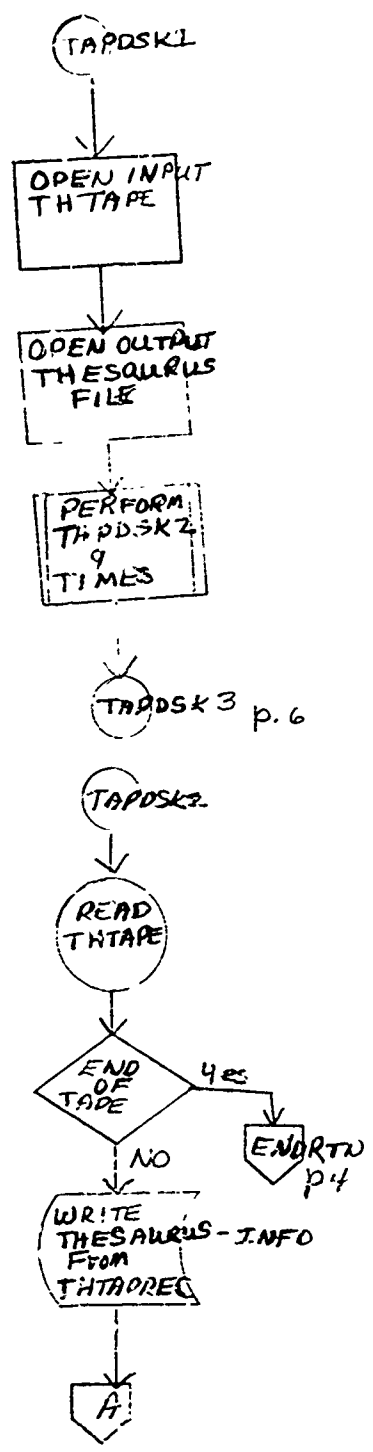 TAPDSK1
OPEN INPUT
THTAPE
OPEN OUTPUT
THESAURUS
FILE
PERFORM
TAPDSK2
9
TIMES
TAPDSK3 p.6
TAPDSK2
READ
THTAPE
END
OF
TAPE
Yes
ENDRTN
p4
NO
WRITE
THESAURUS-INFO
From
THTAPREC
A